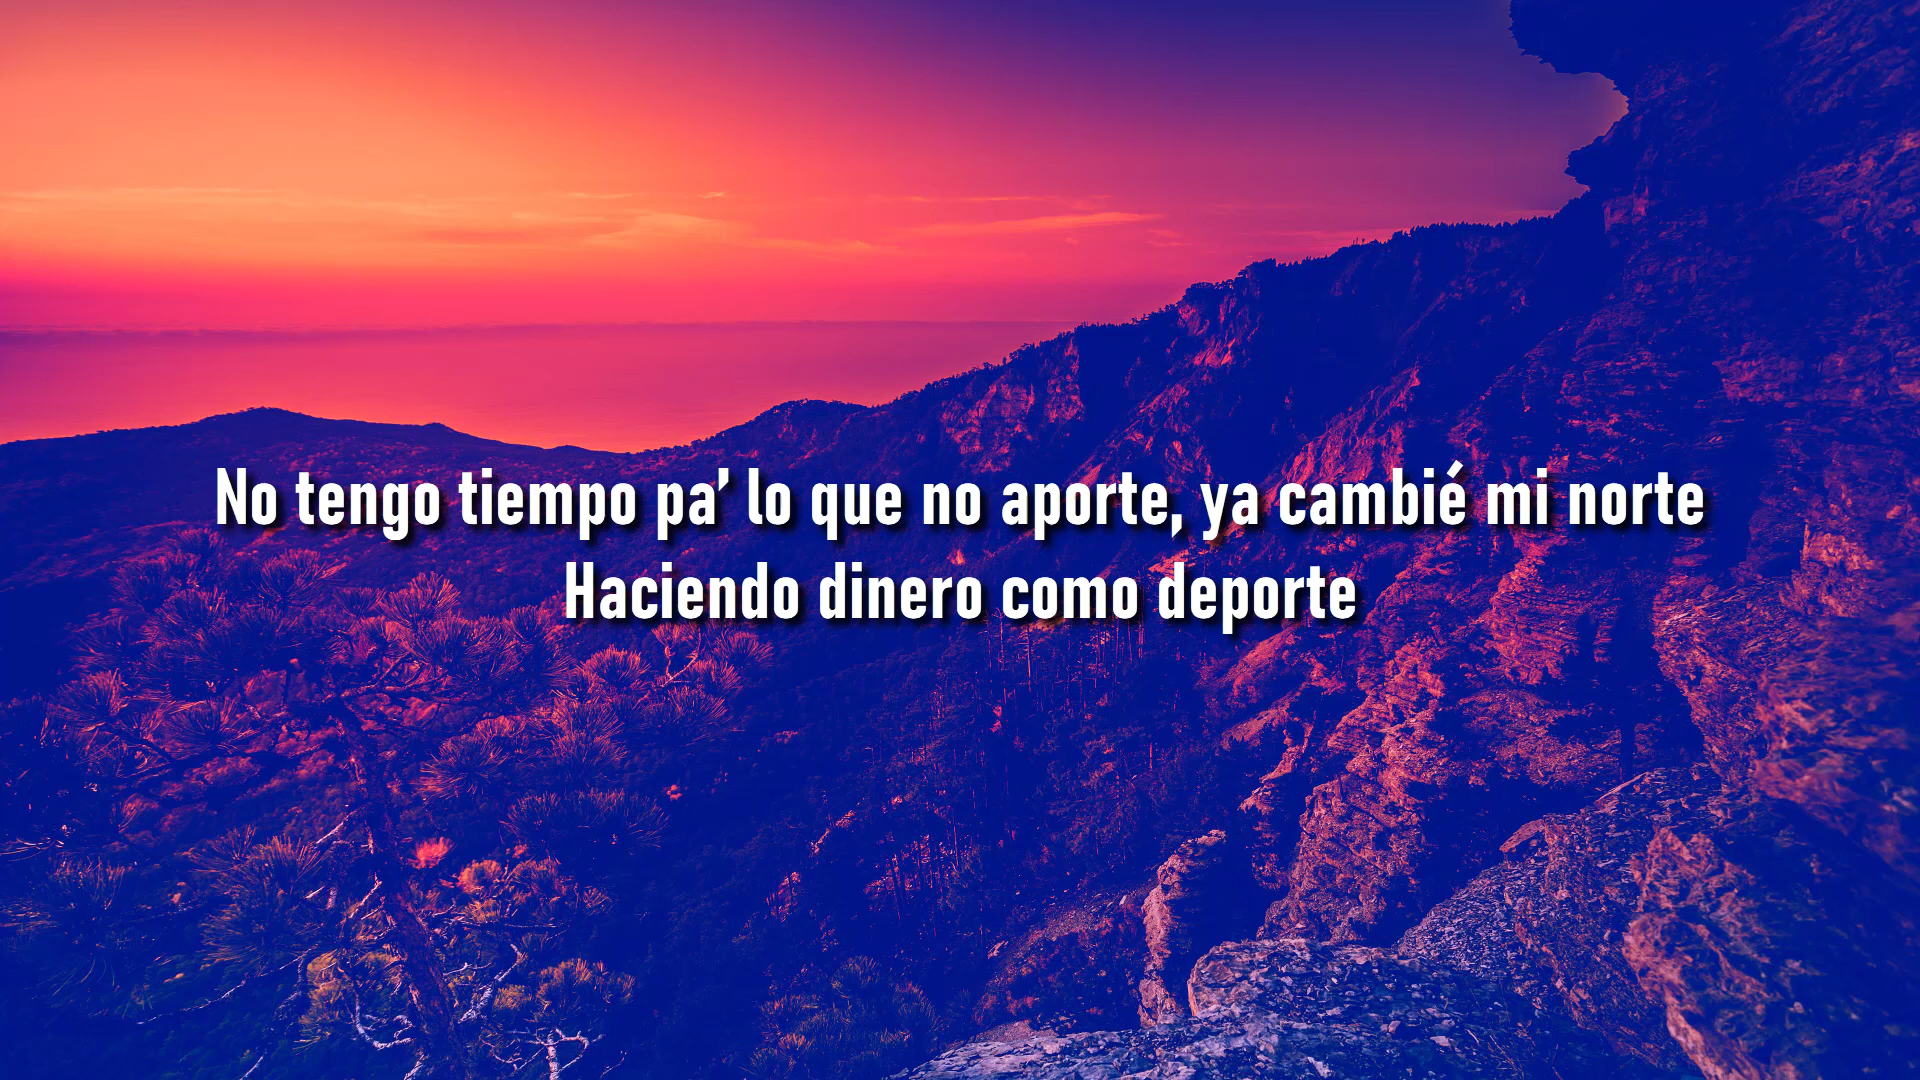 No tengo tiempo pa’ lo que no aporte, ya cambié mi norte
Haciendo dinero como deporte